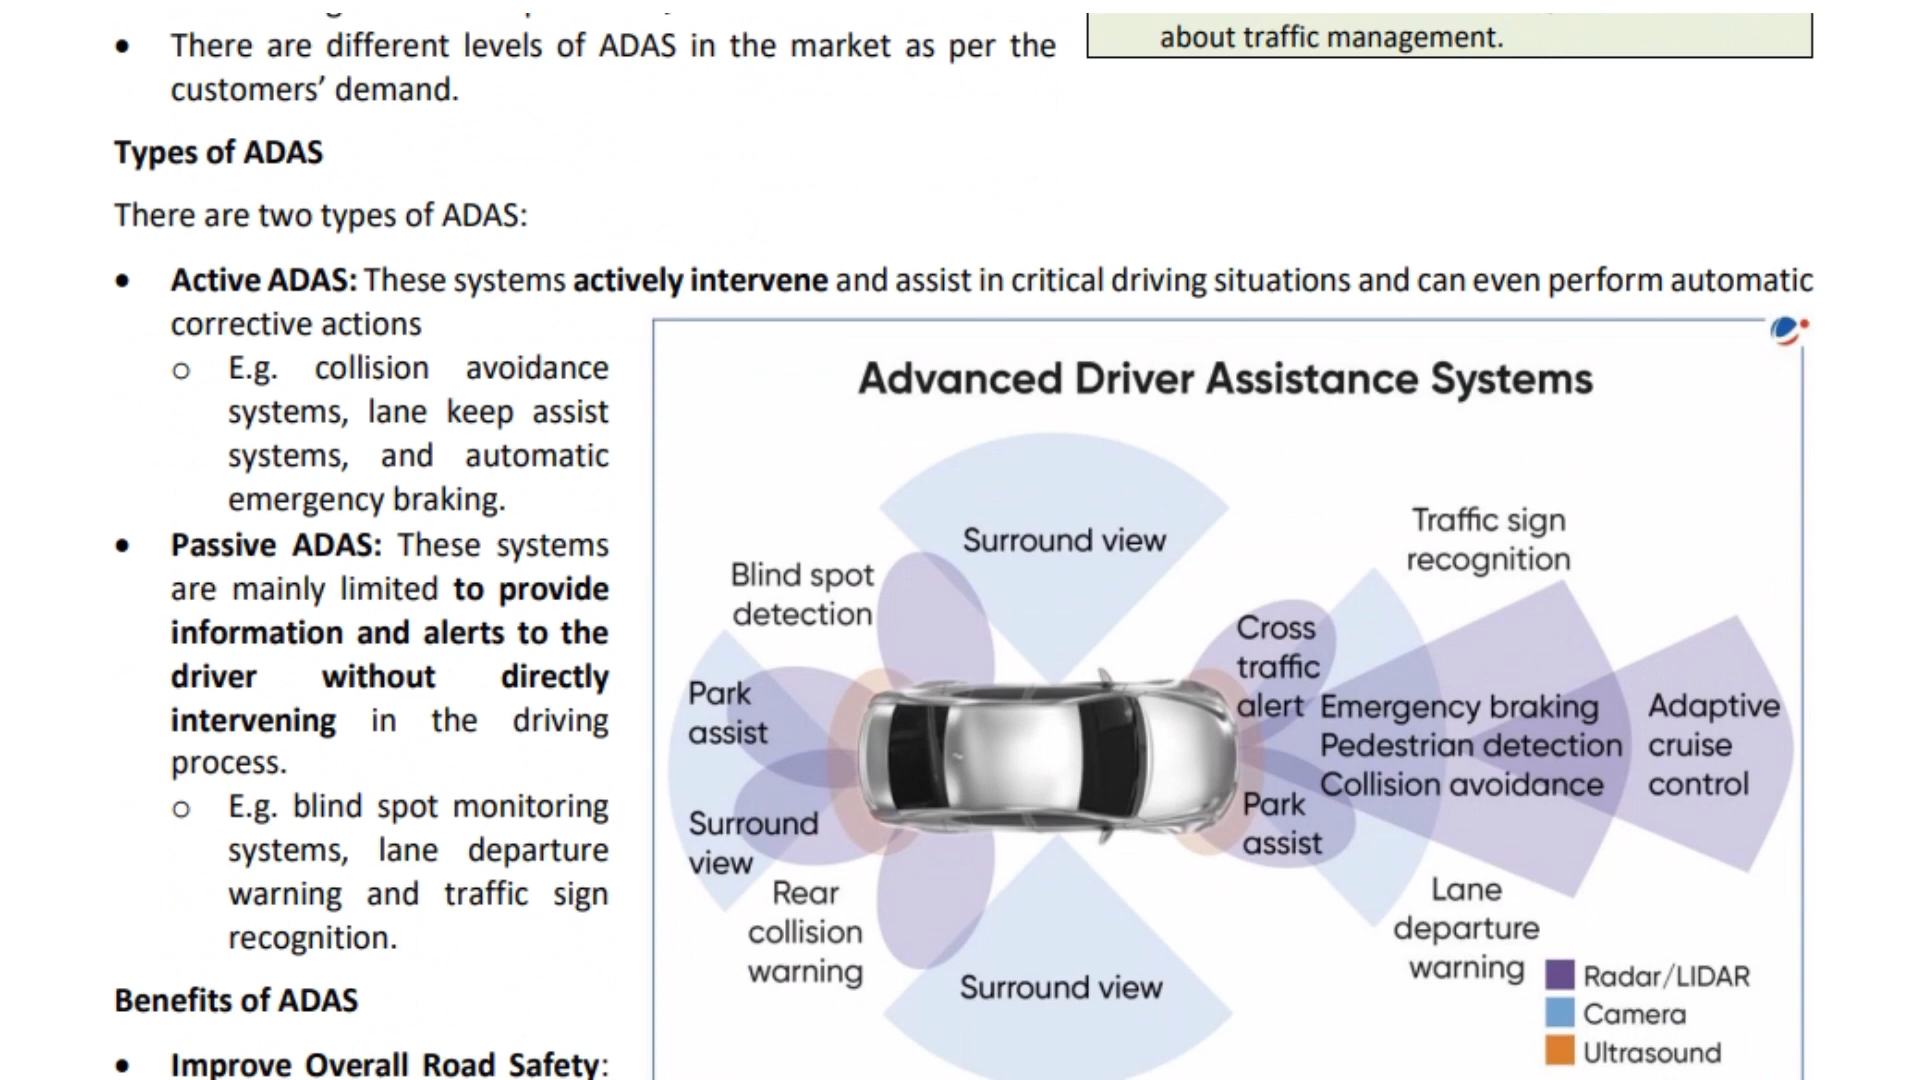 about traffic management.
• There are different levels of ADAS in the market as per the
customers’ demand.
Types of ADAS
There are two types of ADAS:
• Active ADAS: These systems actively intervene and assist in critical driving situations and can even perform automatic
corrective actions
o E.g. collision avoidance
systems, lane keep assist
systems, and automatic
emergency braking.
• Passive ADAS: These systems
are mainly limited to provide
information and alerts to the
driver without directly
intervening in the driving
process.
o E.g. blind spot monitoring
systems, lane departure
warning and traffic sign
recognition.
Benefits of ADAS
• Improve Overall Road Safety:
Advanced Driver Assistance Systems
Surround view
Traffic sign
recognition
Blind spot
detection
Cross
traffic
alert
Park
assist
Emergency braking
Pedestrian detection
Collision avoidance
Adaptive
cruise
control
Park
assist
Surround
view
Rear
collision
warning
Lane
departure
warning
Surround view
Radar/LIDAR
Camera
Ultrasound